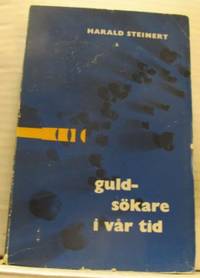 HARALD STEINERT
guld-
sökare
i vår tid